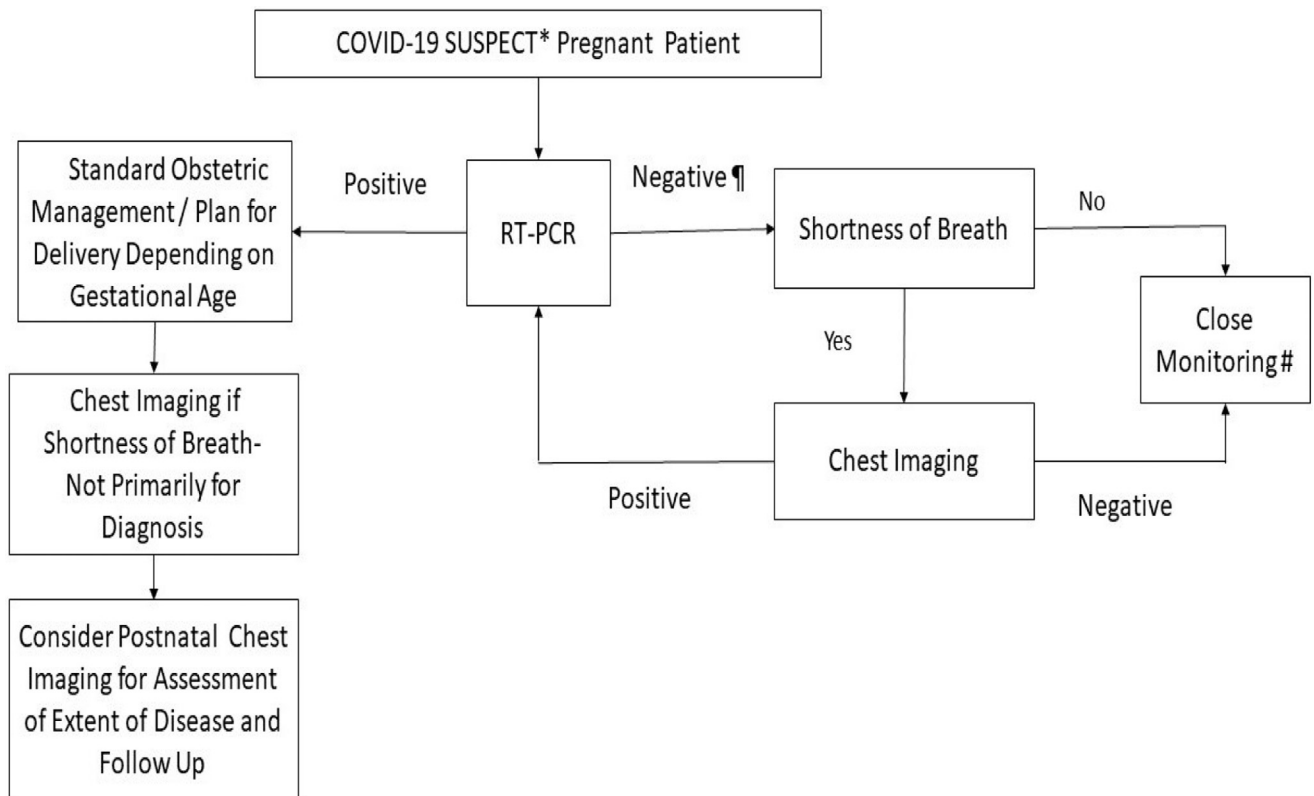 COVID-19 SUSPECT* Pregnant Patient
Standard Obstetric
Management / Plan for
Delivery Depending on
Gestational Age
Positive
RT-PCR
Negative ¶
Shortness of Breath
No
Close
Monitoring #
Yes
Chest Imaging
Positive
Negative
Chest Imaging if
Shortness of Breath-
Not Primarily for
Diagnosis
Consider Postnatal Chest
Imaging for Assessment
of Extent of Disease and
Follow Up